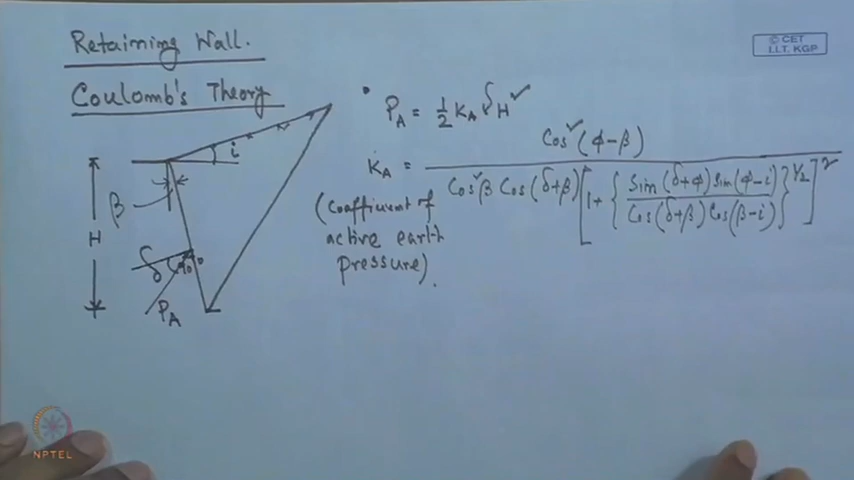 Retaining Wall.
© CET
I.I.T. KGP
Coulomb's Theory
P_A = 1/2 K_A γ H²
K_A = Cos²(φ-β) / Cos²β Cos(δ+β) [1 + {Sin(δ+φ) Sin(φ-i) / Cos(δ+β) Cos(β-i)}^1/2]²
(Coefficient of
active earth
pressure).
i
β
H
δ
90°
P_A
NPTEL